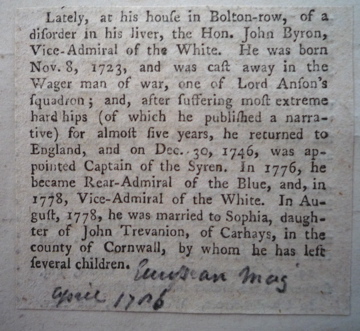 Lately, at his house in Bolton-row, of a
diſorder in his liver, the Hon. John Byron,
Vice-Admiral of the White. He was born
Nov. 8, 1723, and was caſt away in the
Wager man of war, one of Lord Anſon's
ſquadron; and, after ſuffering moſt extreme
hardſhips (of which he publiſhed a narra-
tive) for almoſt five years, he returned to
England, and on Dec. 30, 1746, was ap-
pointed Captain of the Syren. In 1776, he
became Rear-Admiral of the Blue, and, in
1778, Vice-Admiral of the White. In Au-
guſt, 1778, he was married to Sophia, daugh-
ter of John Trevanion, of Carhays, in the
county of Cornwall, by whom he has left
ſeveral children.
European Mag
April 1786